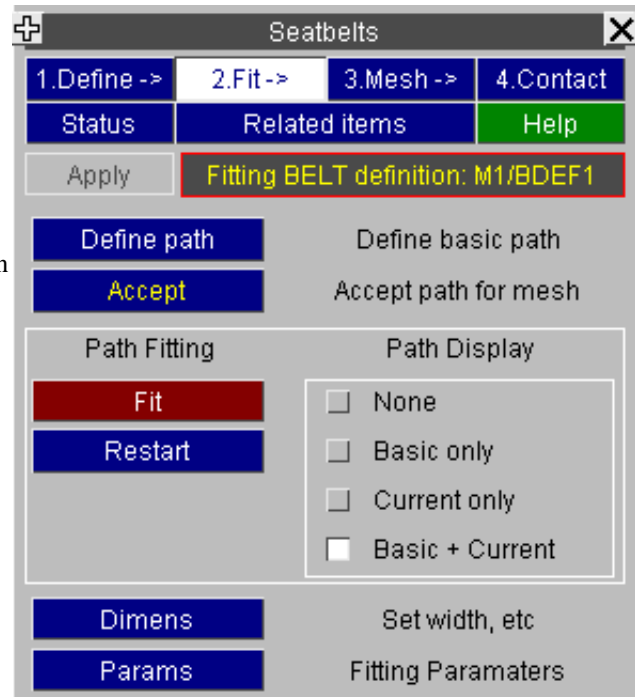 Seatbelts
1.Define -> 2.Fit-> 3.Mesh -> 4.Contact
Status Related items Help
Apply Fitting BELT definition: M1/BDEF1
Define path Define basic path
n
Accept Accept path for mesh
Path Fitting Path Display
Fit None
Restart Basic only
Current only
Basic + Current
Dimens Set width, etc
Params Fitting Paramaters